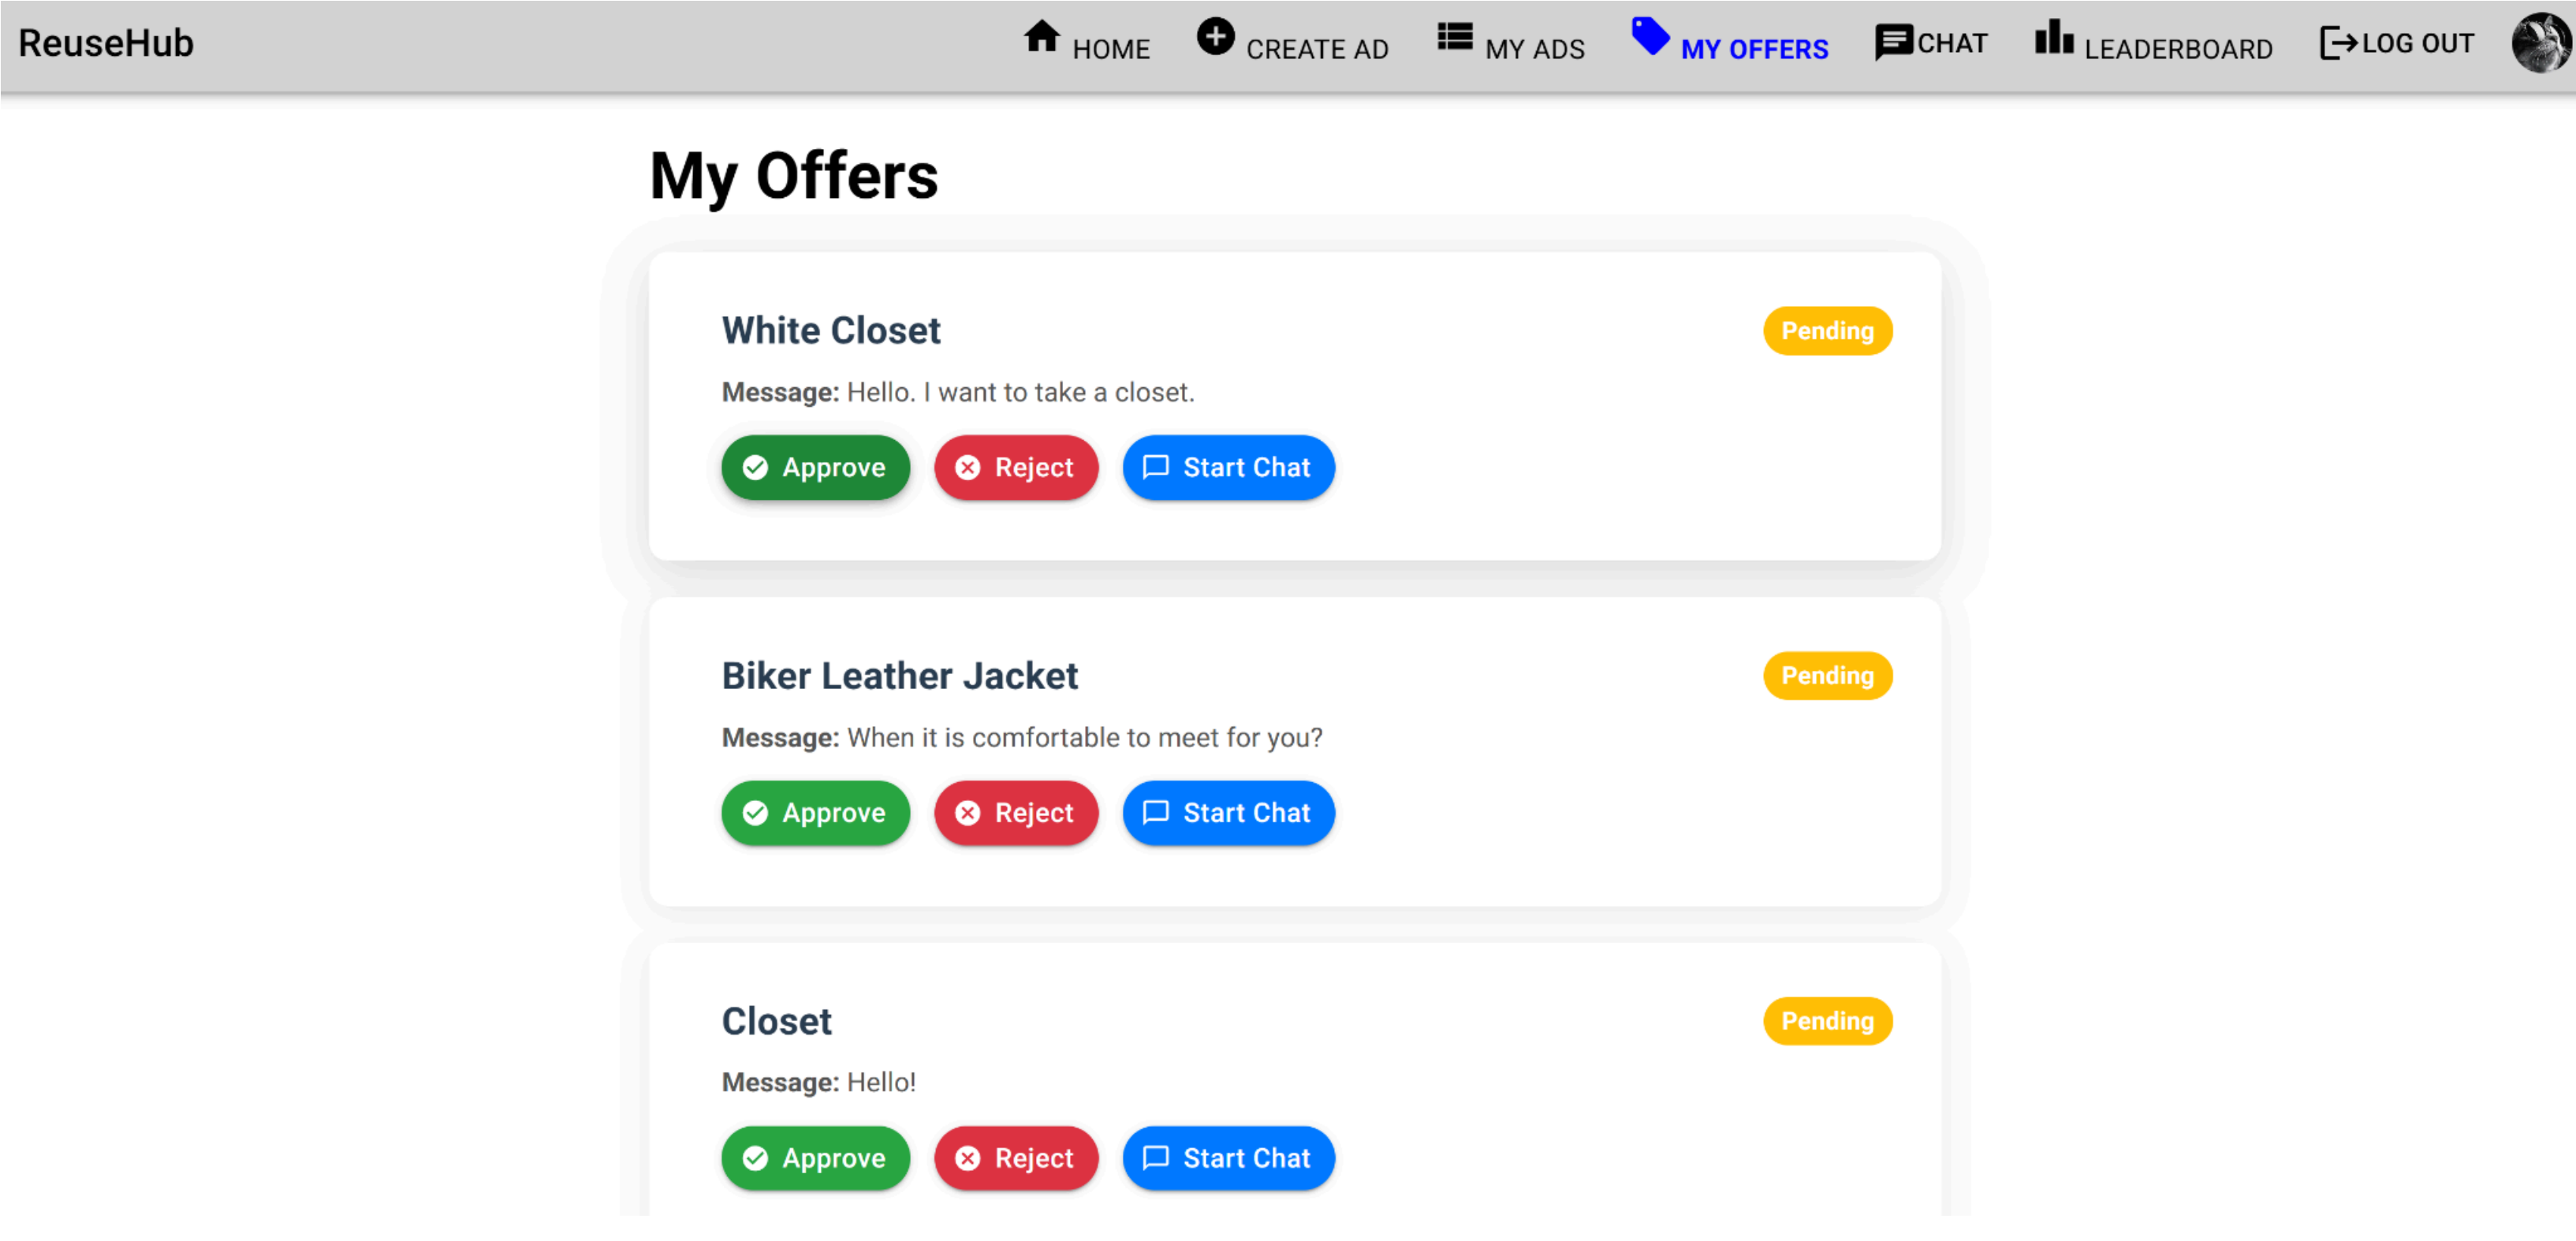 ReuseHub HOME CREATE AD MY ADS MY OFFERS CHAT LEADERBOARD LOG OUT
My Offers
White Closet Pending
Message: Hello. I want to take a closet.
Approve Reject Start Chat
Biker Leather Jacket Pending
Message: When it is comfortable to meet for you?
Approve Reject Start Chat
Closet Pending
Message: Hello!
Approve Reject Start Chat